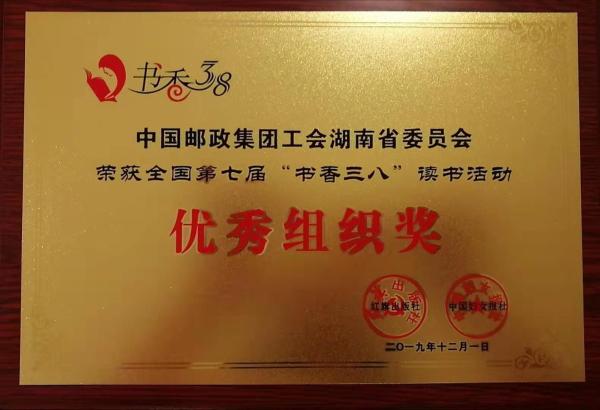 书香38
中国邮政集团工会湖南省委员会
荣获全国第七届“书香三八”读书活动
优秀组织奖
红旗出版社 中国妇女报社
二〇一九年十二月一日